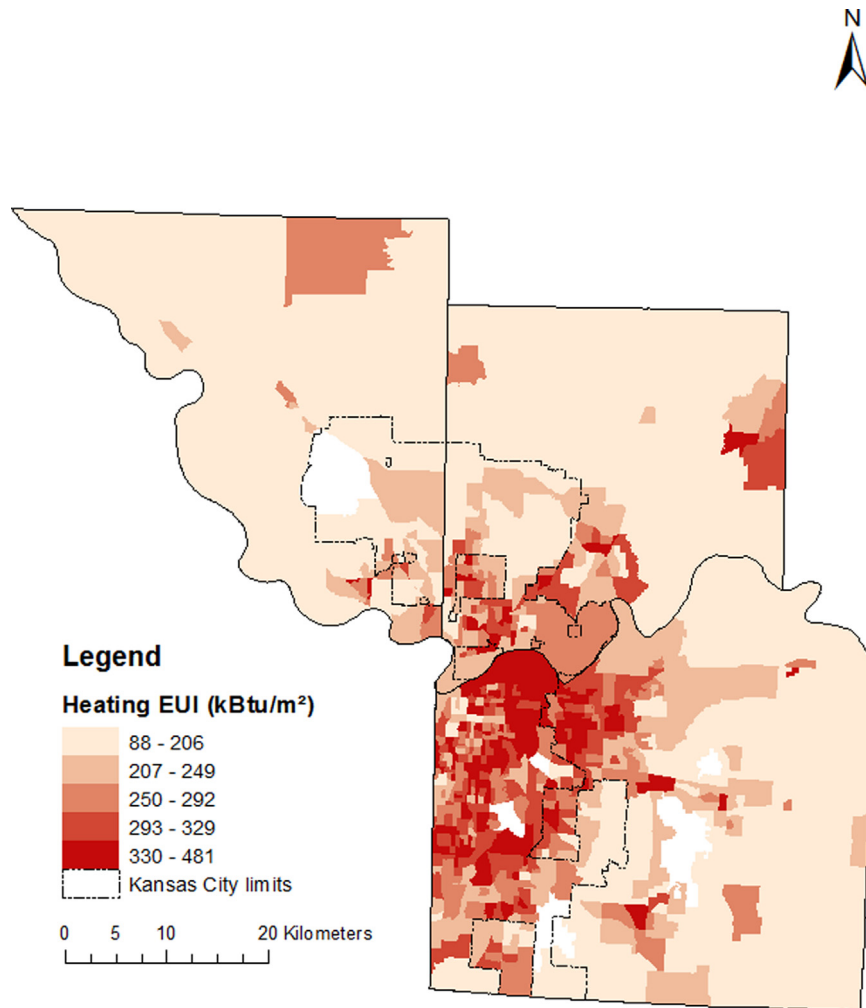 N
Legend
Heating EUI (kBtu/m²)
88 - 206
207 - 249
250 - 292
293 - 329
330 - 481
Kansas City limits
0 5 10 20 Kilometers